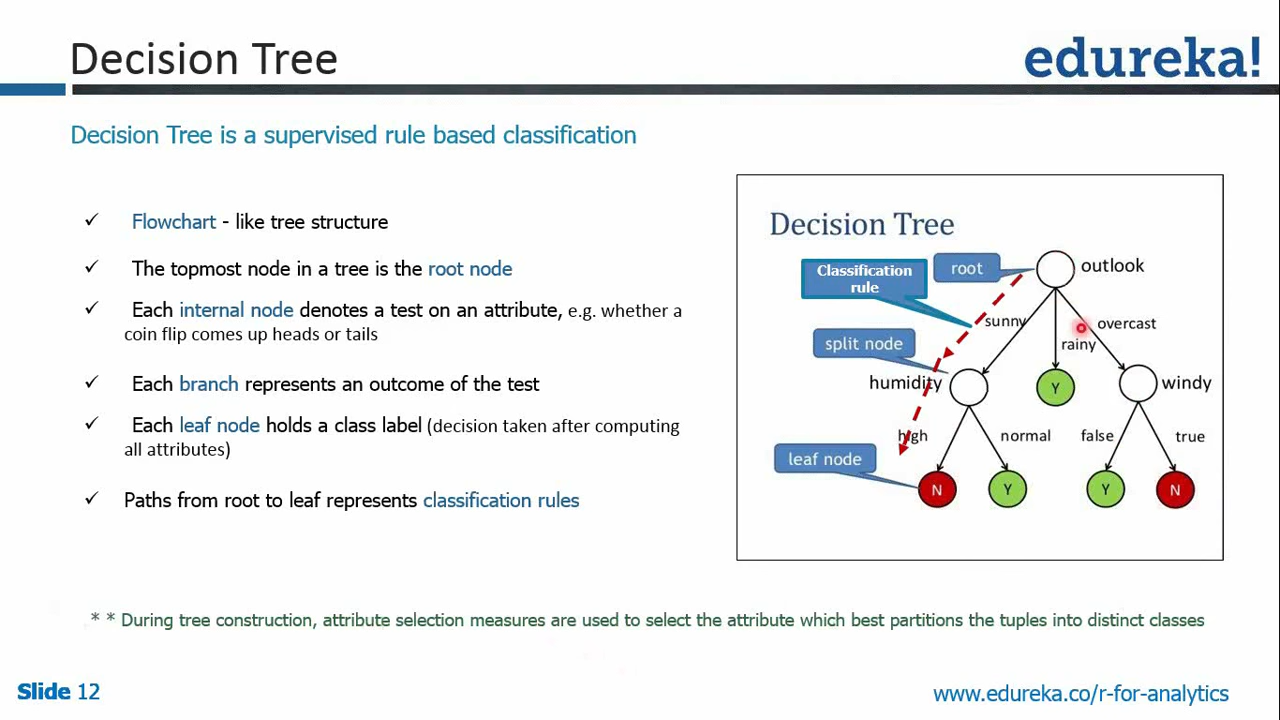 Decision Tree
edureka!
Decision Tree is a supervised rule based classification
✓ Flowchart - like tree structure
✓ The topmost node in a tree is the root node
✓ Each internal node denotes a test on an attribute, e.g. whether a
coin flip comes up heads or tails
✓ Each branch represents an outcome of the test
✓ Each leaf node holds a class label (decision taken after computing
all attributes)
✓ Paths from root to leaf represents classification rules
Decision Tree
Classification
rule
root
outlook
sunny
overcast
rainy
split node
humidity
Y
windy
high
normal
false
true
leaf node
N
Y
Y
N
* * During tree construction, attribute selection measures are used to select the attribute which best partitions the tuples into distinct classes
Slide 12
www.edureka.co/r-for-analytics